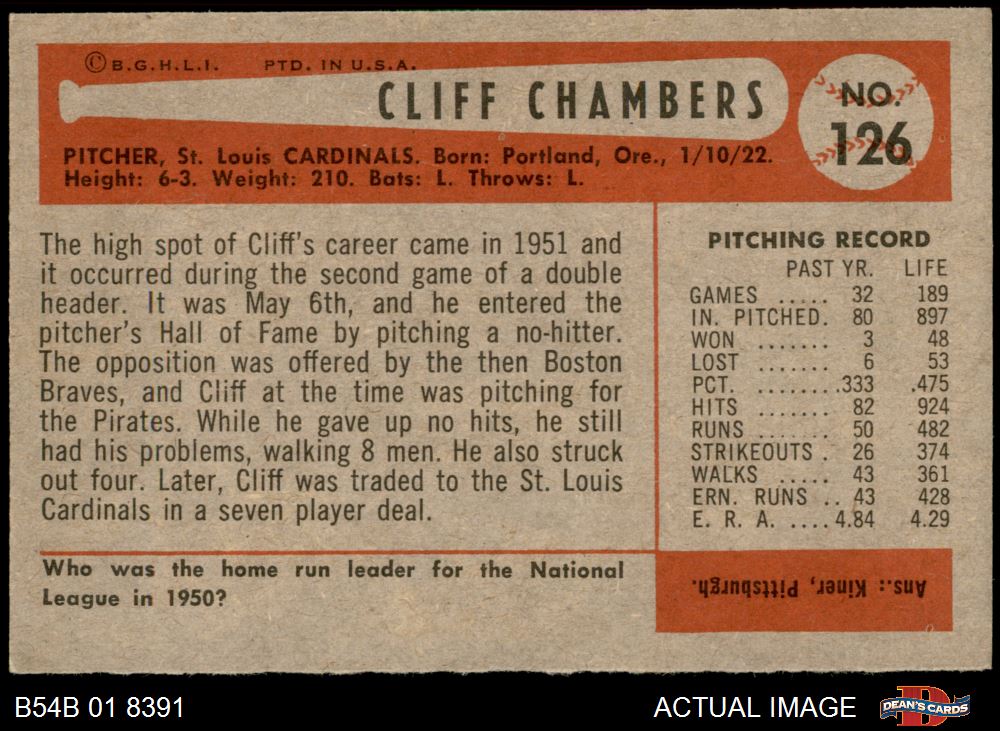 © B.G.H.L.I. PTD. IN U.S.A.
CLIFF CHAMBERS
NO.
126
PITCHER, St. Louis CARDINALS. Born: Portland, Ore., 1/10/22.
Height: 6-3. Weight: 210. Bats: L. Throws: L.
The high spot of Cliff's career came in 1951 and
it occurred during the second game of a double
header. It was May 6th, and he entered the
pitcher's Hall of Fame by pitching a no-hitter.
The opposition was offered by the then Boston
Braves, and Cliff at the time was pitching for
the Pirates. While he gave up no hits, he still
had his problems, walking 8 men. He also struck
out four. Later, Cliff was traded to the St. Louis
Cardinals in a seven player deal.
PITCHING RECORD
PAST YR. LIFE
GAMES ..... 32 189
IN. PITCHED. 80 897
WON ....... 3 48
LOST ....... 6 53
PCT. ........333 .475
HITS ....... 82 924
RUNS ....... 50 482
STRIKEOUTS . 26 374
WALKS ..... 43 361
ERN. RUNS .. 43 428
E. R. A. ....4.84 4.29
Who was the home run leader for the National
League in 1950?
Ans.: Kiner, Pittsburgh.
B54B 01 8391
ACTUAL IMAGE
DEAN'S CARDS